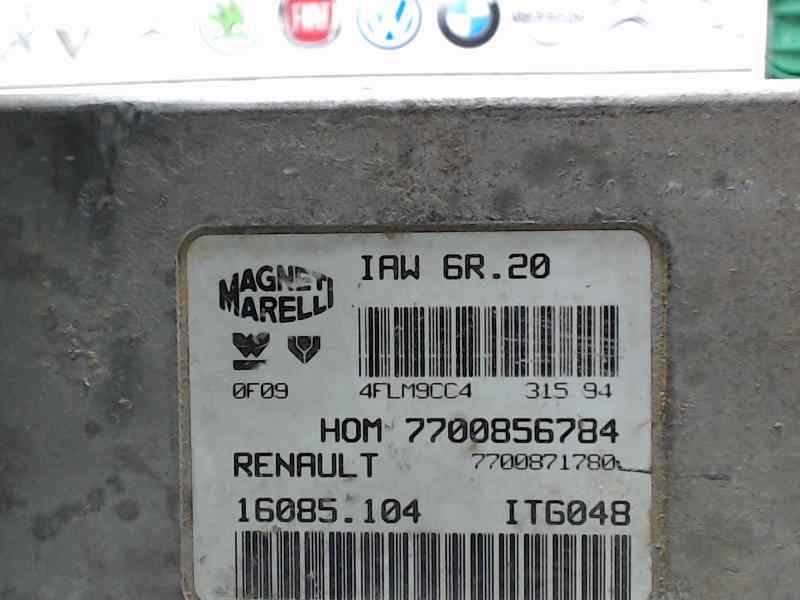 MAGNETI
MARELLI
IAW 6R.20
0F09 4FLM9CC4 315 94
HOM 7700856784
RENAULT 7700871780
16085.104 ITG048